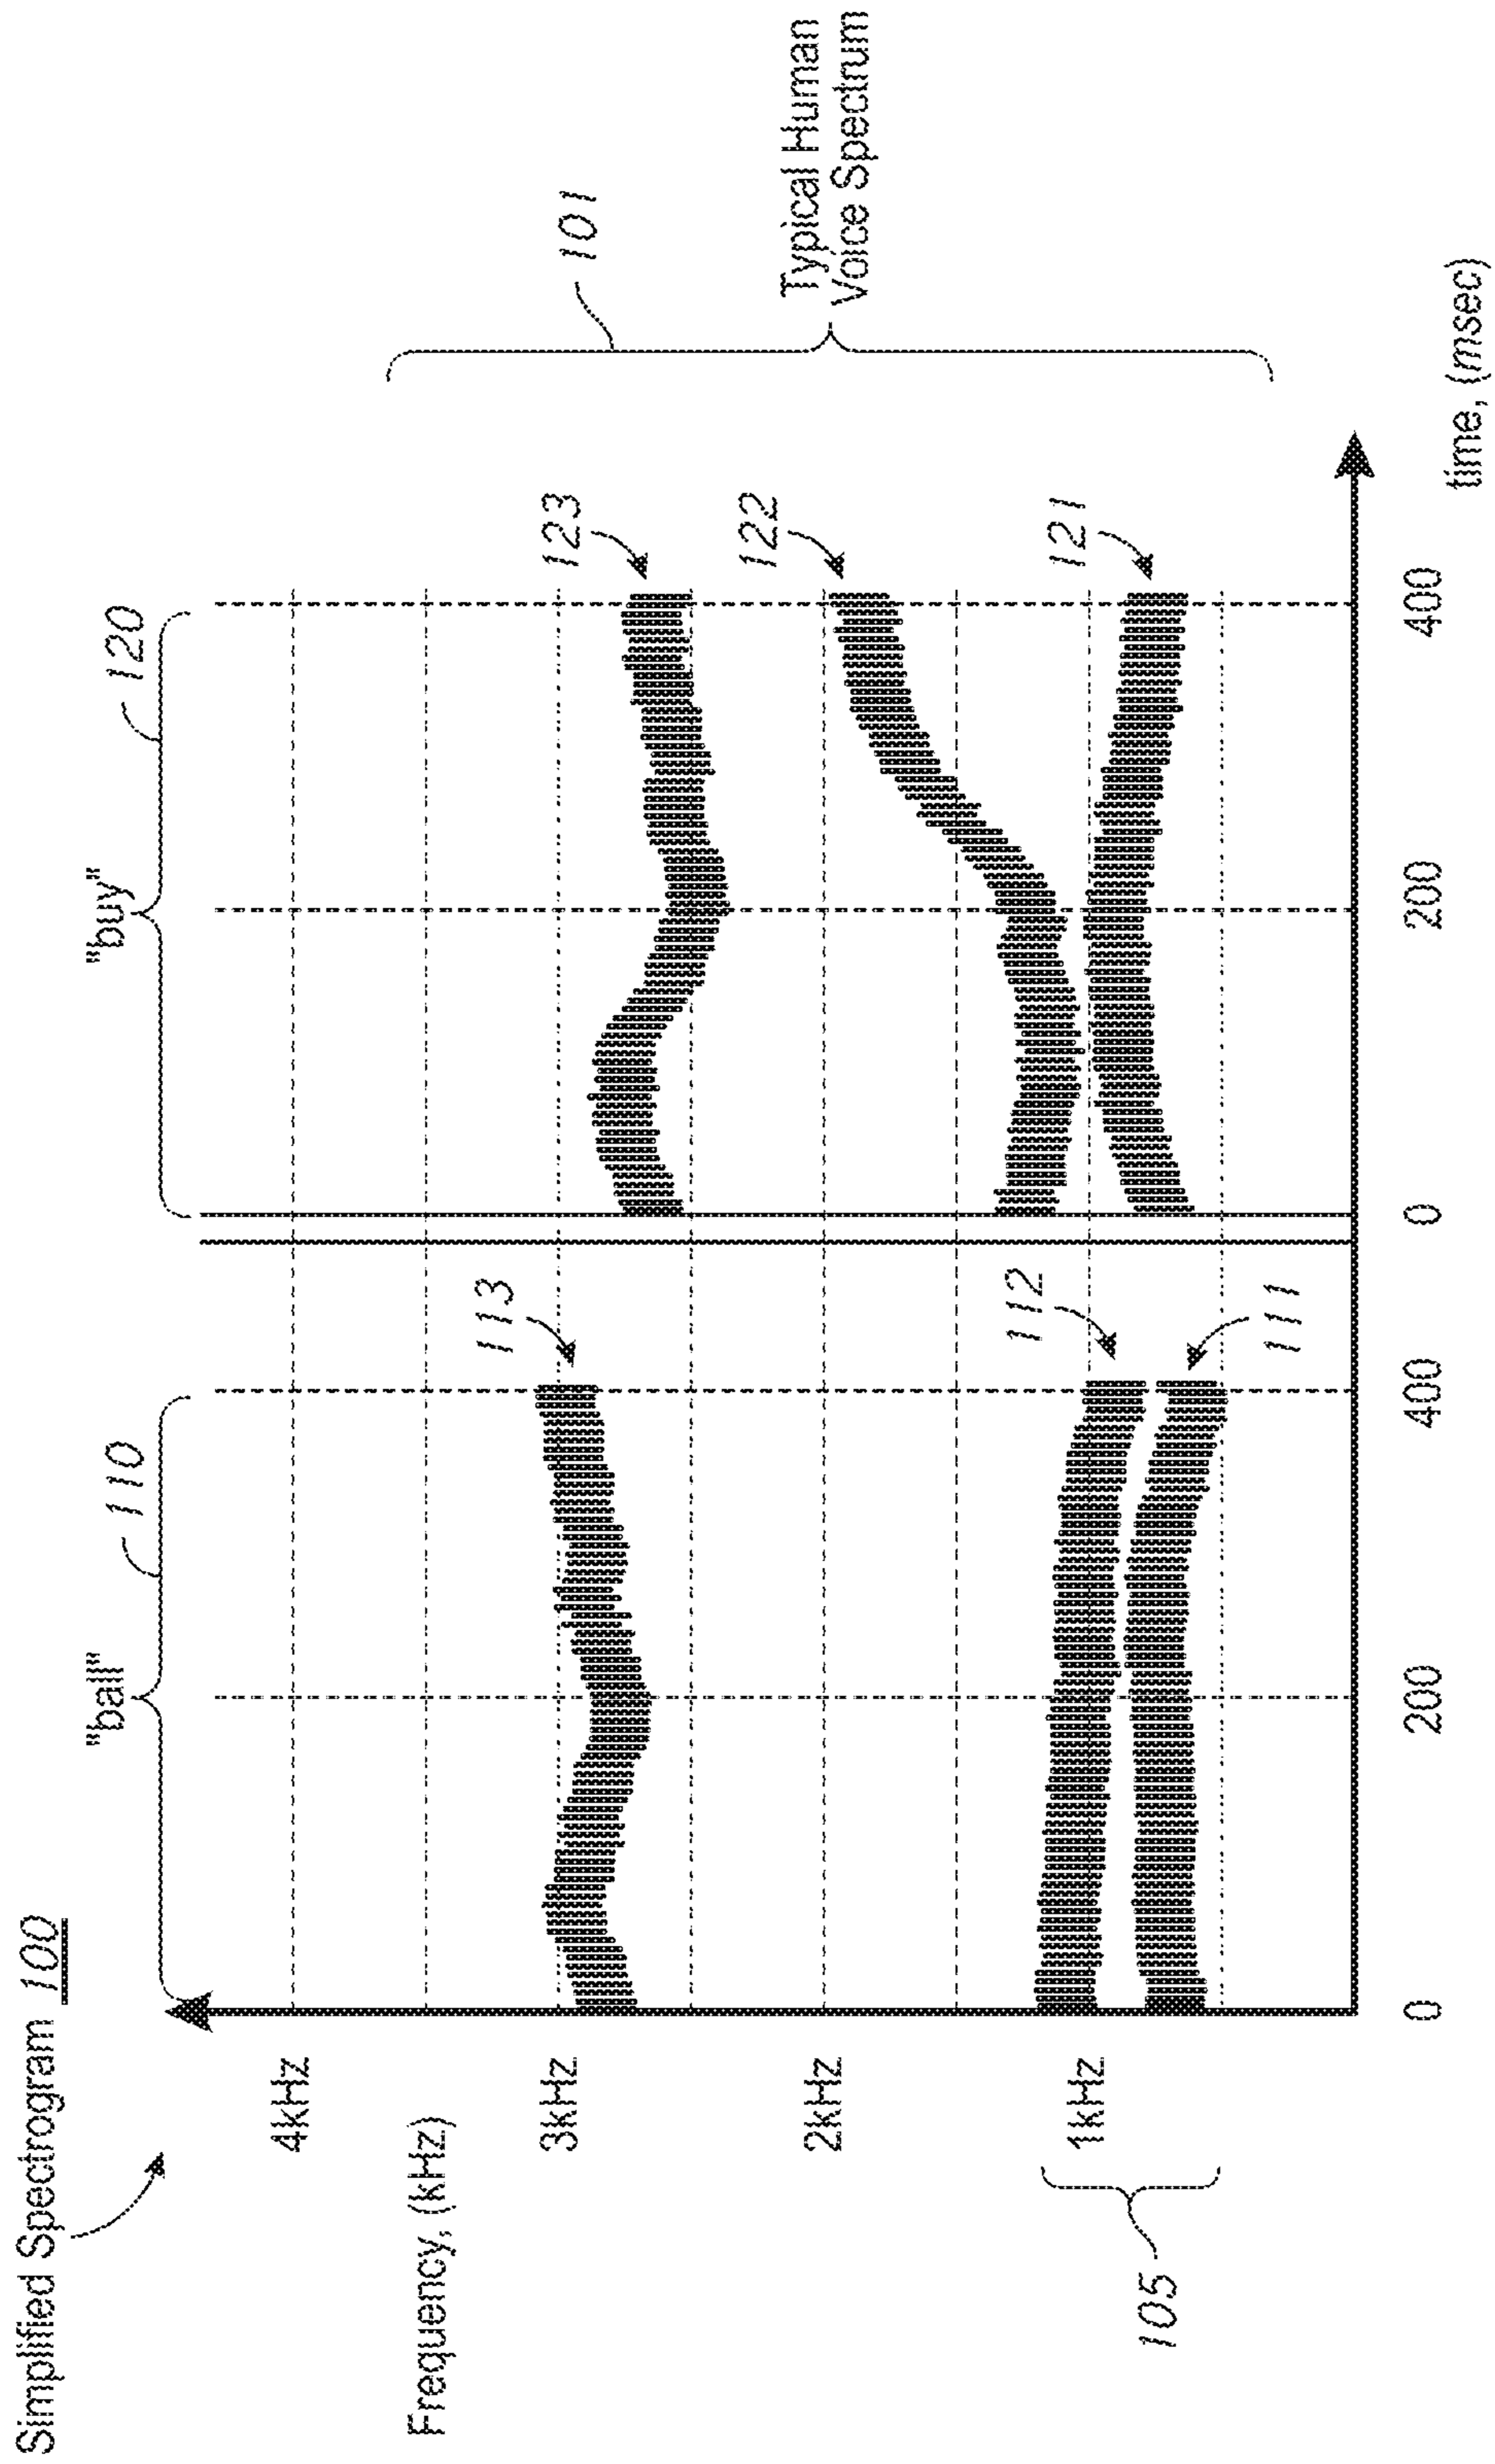 Simplified Spectrogram 100
"ball"
"buy"
110
120
Frequency, (kHz)
4kHz
3kHz
2kHz
1kHz
105
113
112
111
123
122
121
101
Typical Human
Voice Spectrum
0
200
400
0
200
400
time, (msec)